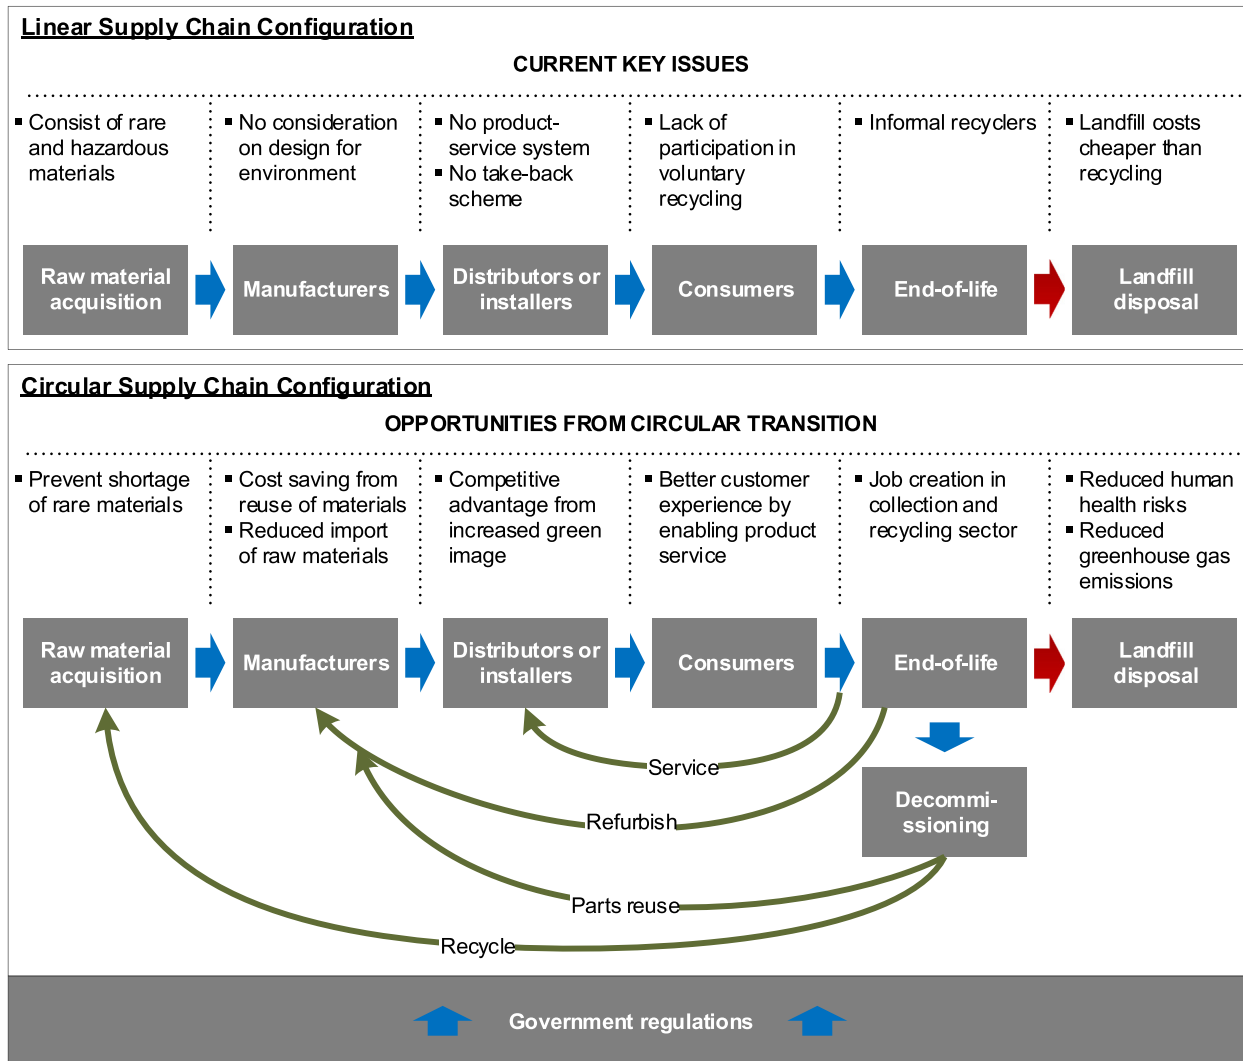 Linear Supply Chain Configuration
CURRENT KEY ISSUES
▪ Consist of rare
and hazardous
materials
▪ No consideration
on design for
environment
▪ No product-
service system
▪ No take-back
scheme
▪ Lack of
participation in
voluntary
recycling
▪ Informal recyclers
▪ Landfill costs
cheaper than
recycling
Raw material
acquisition
Manufacturers
Distributors or
installers
Consumers
End-of-life
Landfill
disposal
Circular Supply Chain Configuration
OPPORTUNITIES FROM CIRCULAR TRANSITION
▪ Prevent shortage
of rare materials
▪ Cost saving from
reuse of materials
▪ Reduced import
of raw materials
▪ Competitive
advantage from
increased green
image
▪ Better customer
experience by
enabling product
service
▪ Job creation in
collection and
recycling sector
▪ Reduced human
health risks
▪ Reduced
greenhouse gas
emissions
Raw material
acquisition
Manufacturers
Distributors or
installers
Consumers
End-of-life
Landfill
disposal
Service
Refurbish
Decommi-
ssioning
Parts reuse
Recycle
Government regulations